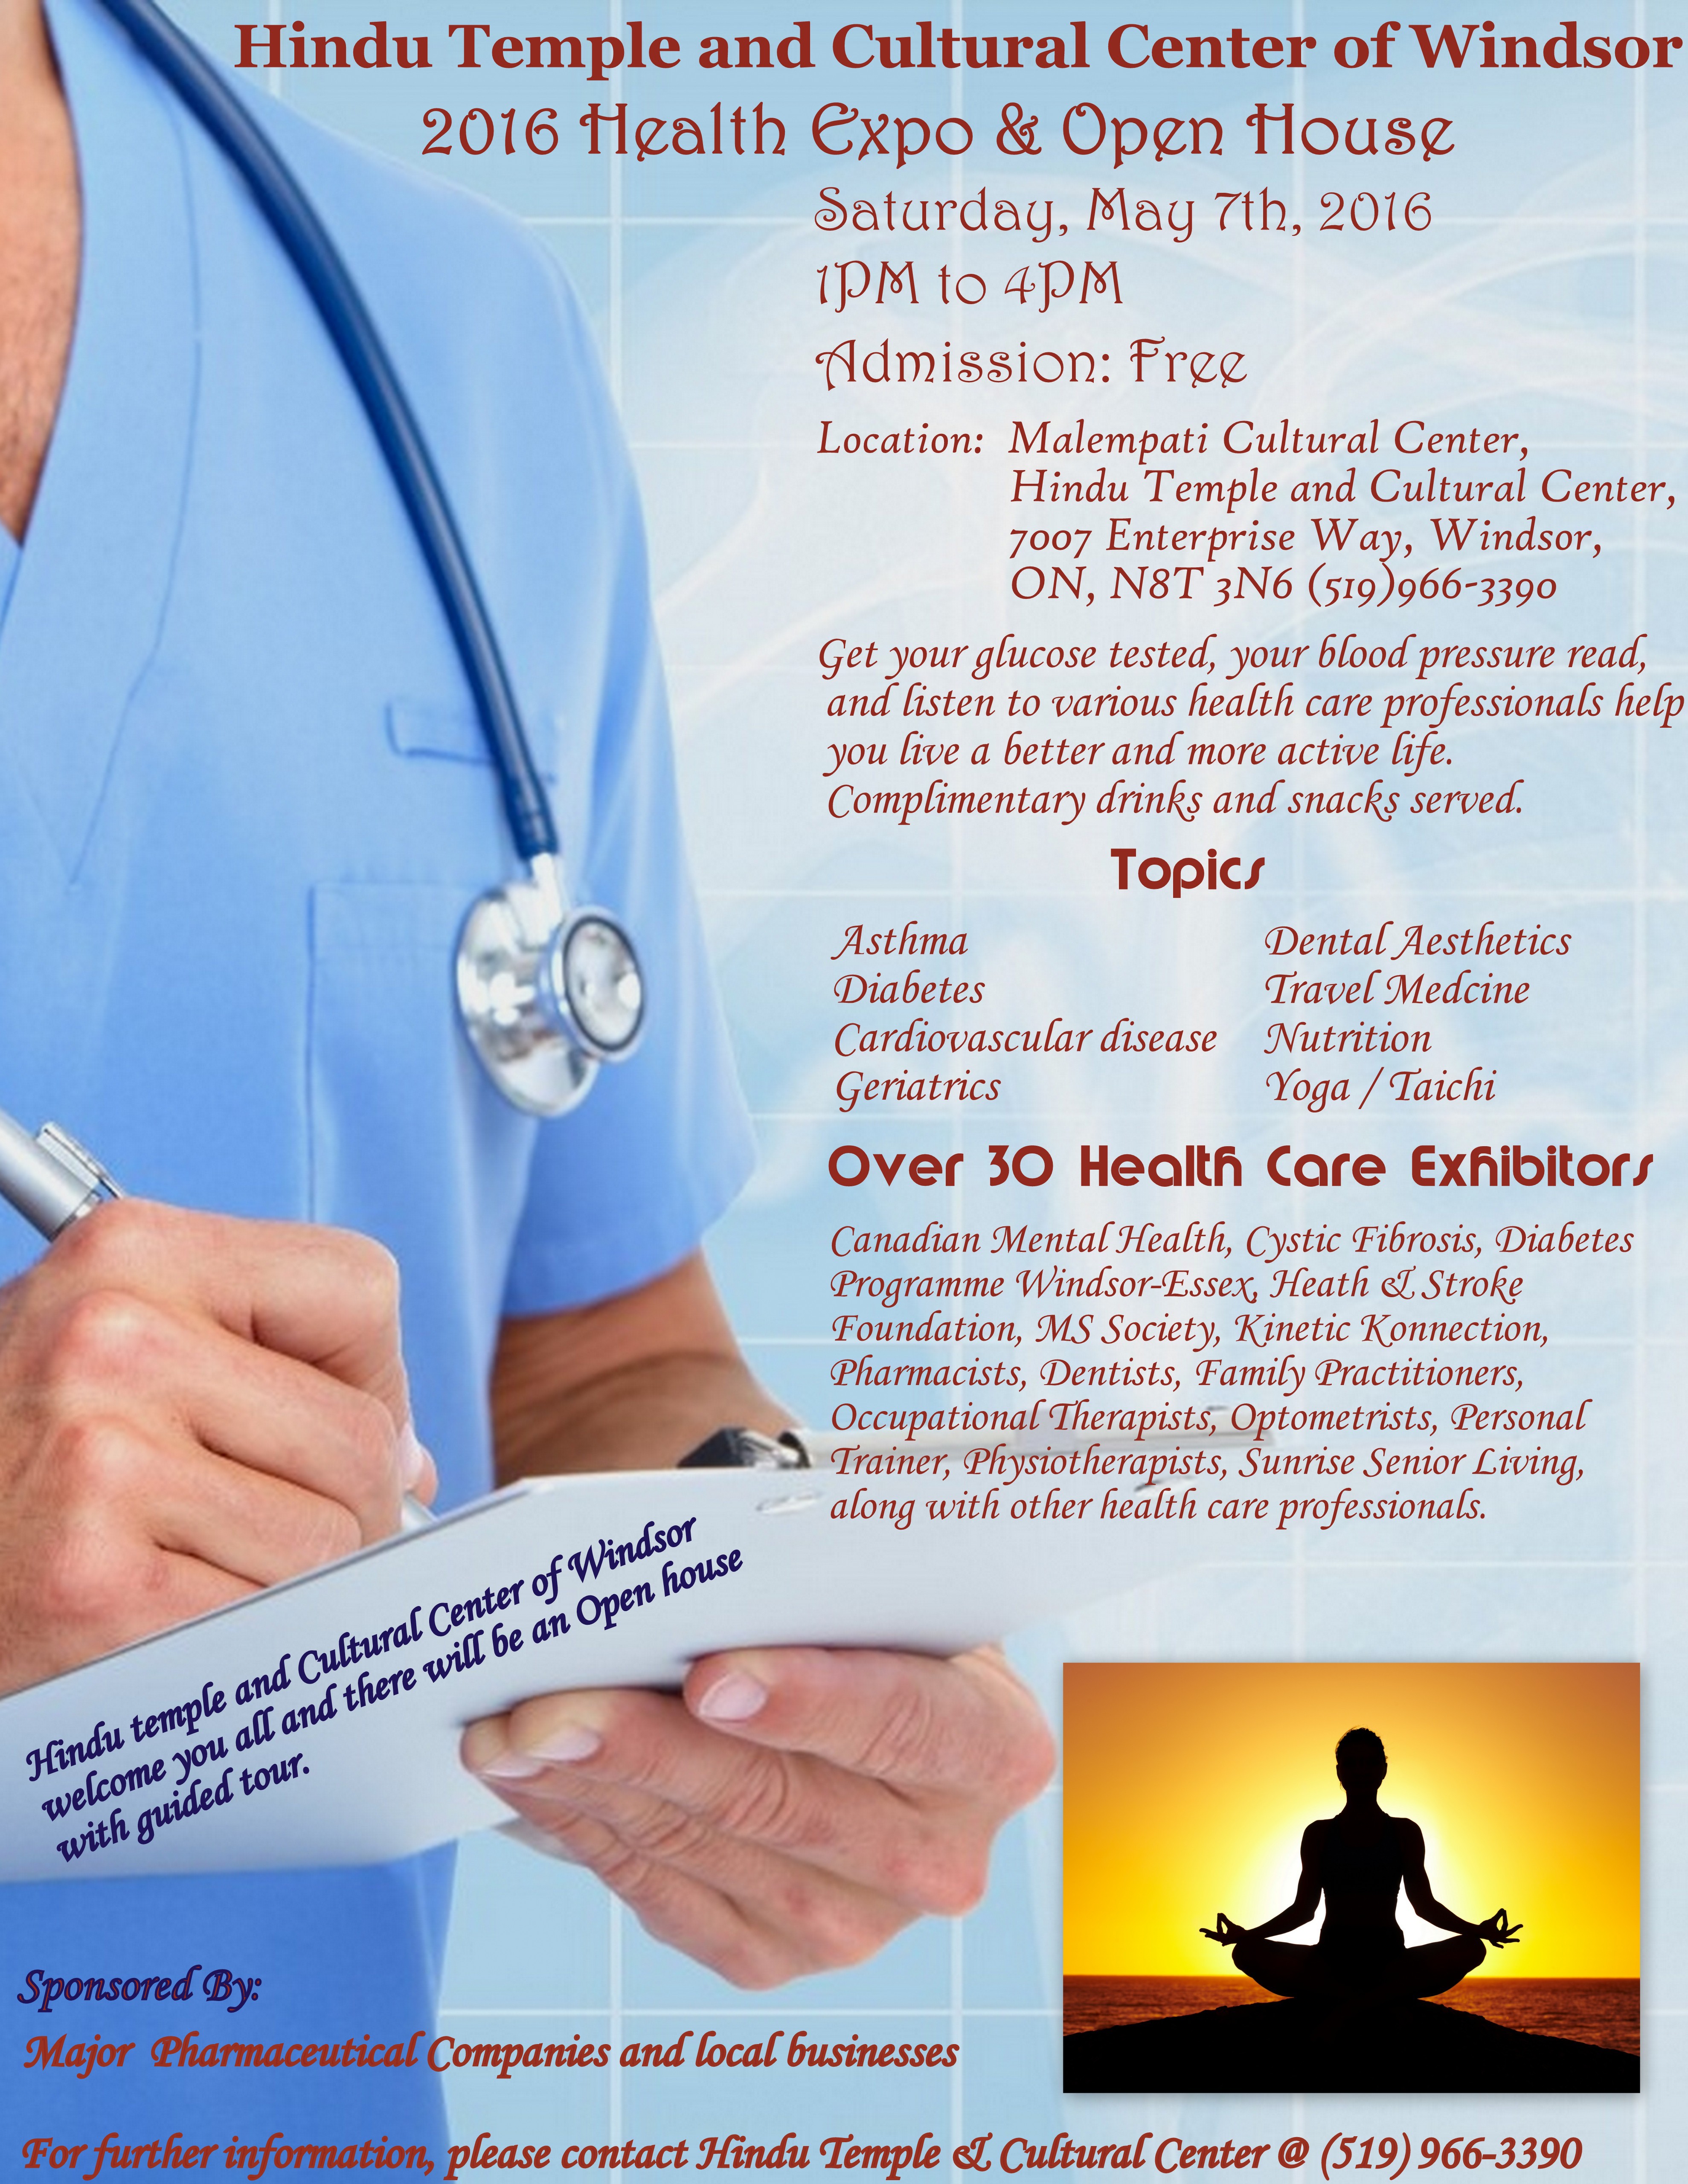 Hindu Temple and Cultural Center of Windsor
2016 Health Expo & Open House
Saturday, May 7th, 2016
1PM to 4PM
Admission: Free
Location: Malempati Cultural Center,
Hindu Temple and Cultural Center,
7007 Enterprise Way, Windsor,
ON, N8T 3N6 (519)966-3390
Get your glucose tested, your blood pressure read,
and listen to various health care professionals help
you live a better and more active life.
Complimentary drinks and snacks served.
Topics
Asthma
Diabetes
Cardiovascular disease
Geriatrics
Dental Aesthetics
Travel Medcine
Nutrition
Yoga / Taichi
Over 30 Health Care Exhibitors
Canadian Mental Health, Cystic Fibrosis, Diabetes
Programme Windsor-Essex, Heath & Stroke
Foundation, MS Society, Kinetic Konnection,
Pharmacists, Dentists, Family Practitioners,
Occupational Therapists, Optometrists, Personal
Trainer, Physiotherapists, Sunrise Senior Living,
along with other health care professionals.
Hindu temple and Cultural Center of Windsor
welcome you all and there will be an Open house
with guided tour.
Sponsored By:
Major Pharmaceutical Companies and local businesses
For further information, please contact Hindu Temple & Cultural Center @ (519) 966-3390